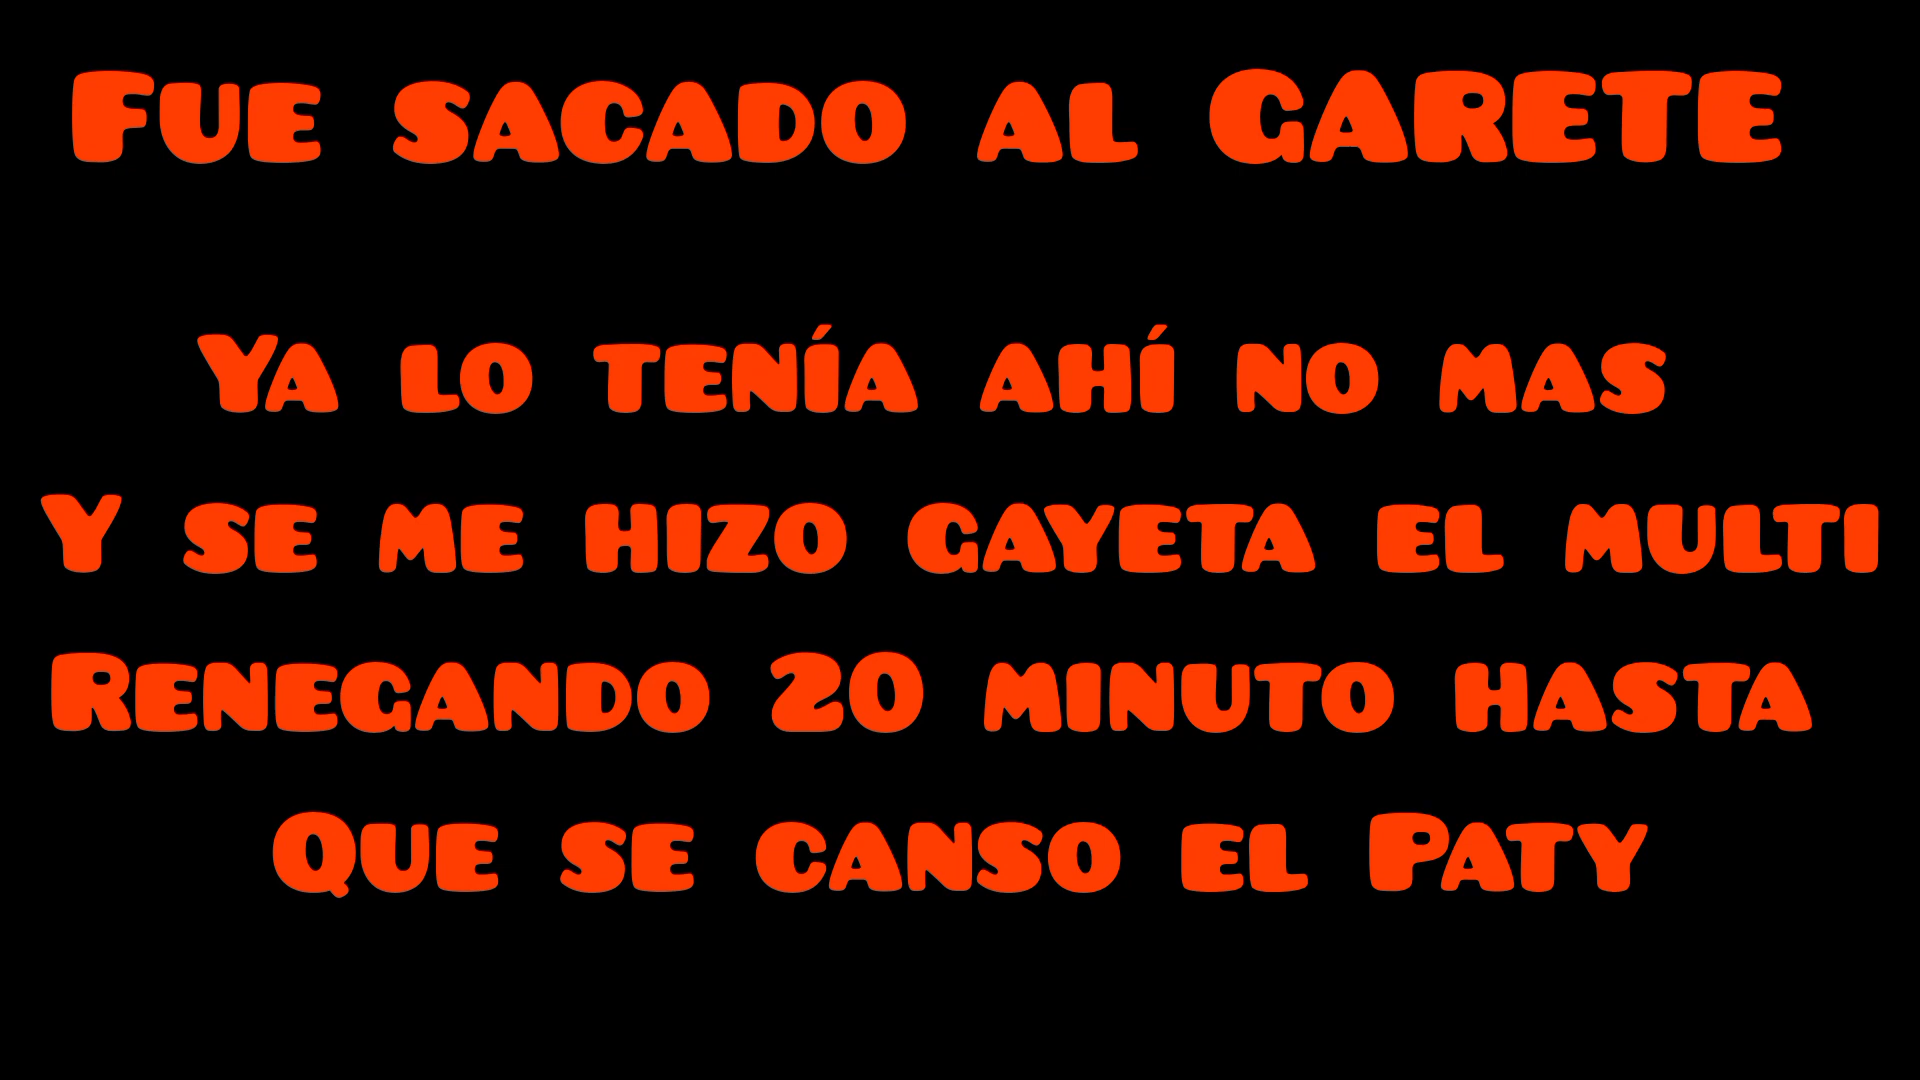 Fue sacado al GARETE
Ya lo tenía ahí no mas
Y se me hizo gayeta el multi
Renegando 20 minuto hasta
Que se canso el Paty